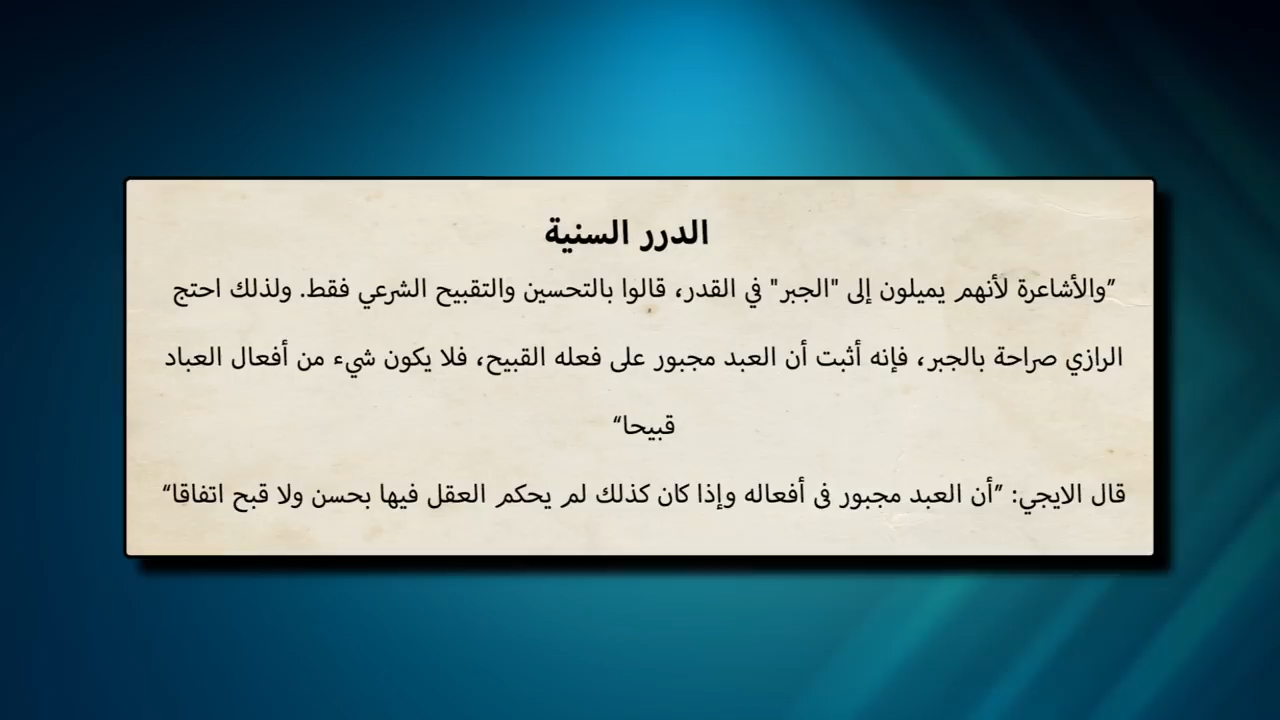 الدرر السنية
”والأشاعرة لأنهم يميلون إلى "الجبر" في القدر، قالوا بالتحسين والتقبيح الشرعي فقط. ولذلك احتج
الرازي صراحة بالجبر، فإنه أثبت أن العبد مجبور على فعله القبيح، فلا يكون شيء من أفعال العباد
قبيحا“
قال الايجي: ”أن العبد مجبور فى أفعاله وإذا كان كذلك لم يحكم العقل فيها بحسن ولا قبح اتفاقا“